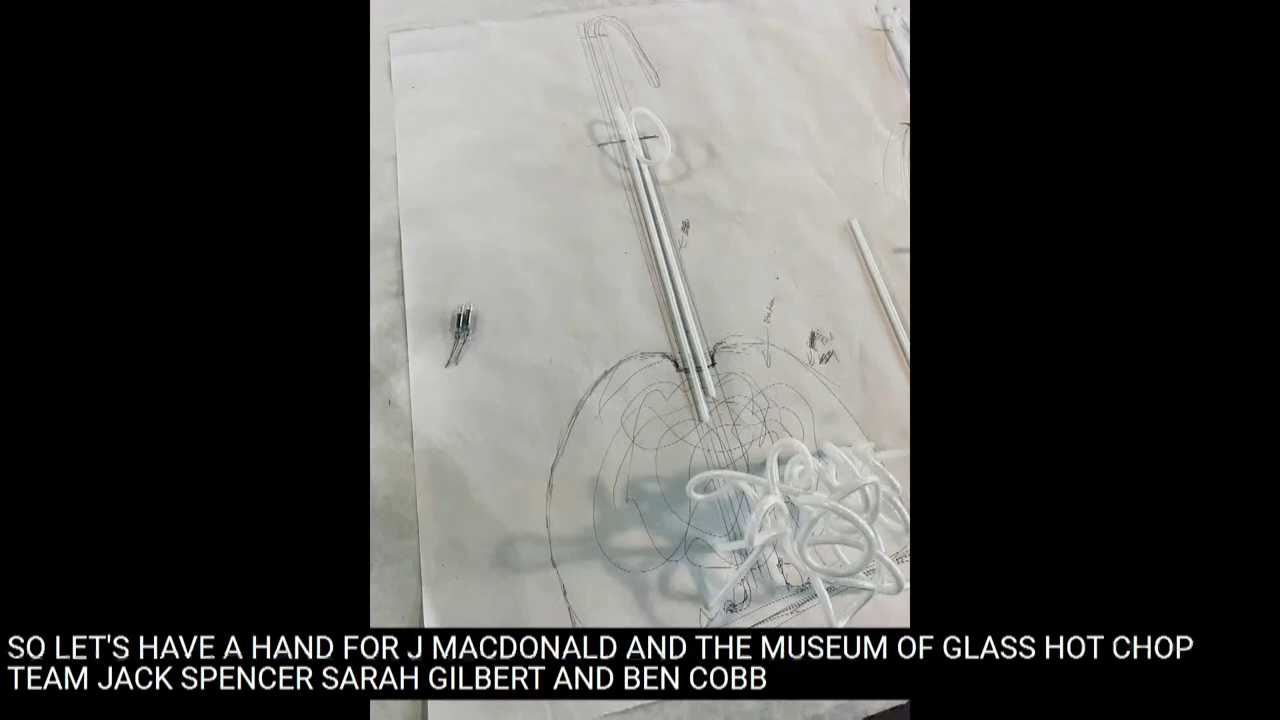 SO LET'S HAVE A HAND FOR J MACDONALD AND THE MUSEUM OF GLASS HOT CHOP
TEAM JACK SPENCER SARAH GILBERT AND BEN COBB